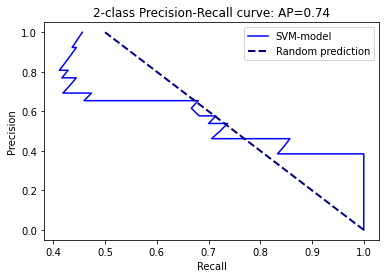 2-class Precision-Recall curve: AP=0.74
SVM-model
Random prediction
Precision
1.0
0.8
0.6
0.4
0.2
0.0
0.4 0.5 0.6 0.7 0.8 0.9 1.0
Recall